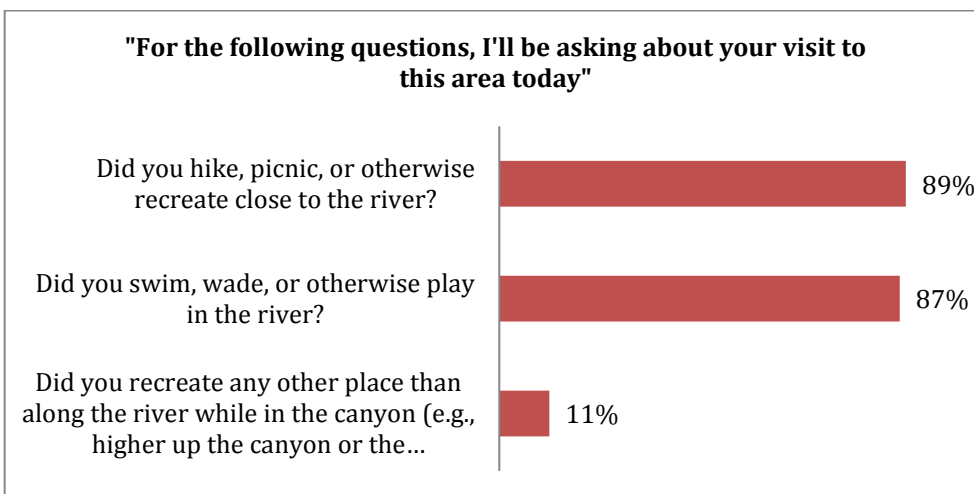 "For the following questions, I'll be asking about your visit to
this area today"
Did you hike, picnic, or otherwise
recreate close to the river?
89%
Did you swim, wade, or otherwise play
in the river?
87%
Did you recreate any other place than
along the river while in the canyon (e.g.,
higher up the canyon or the…
11%